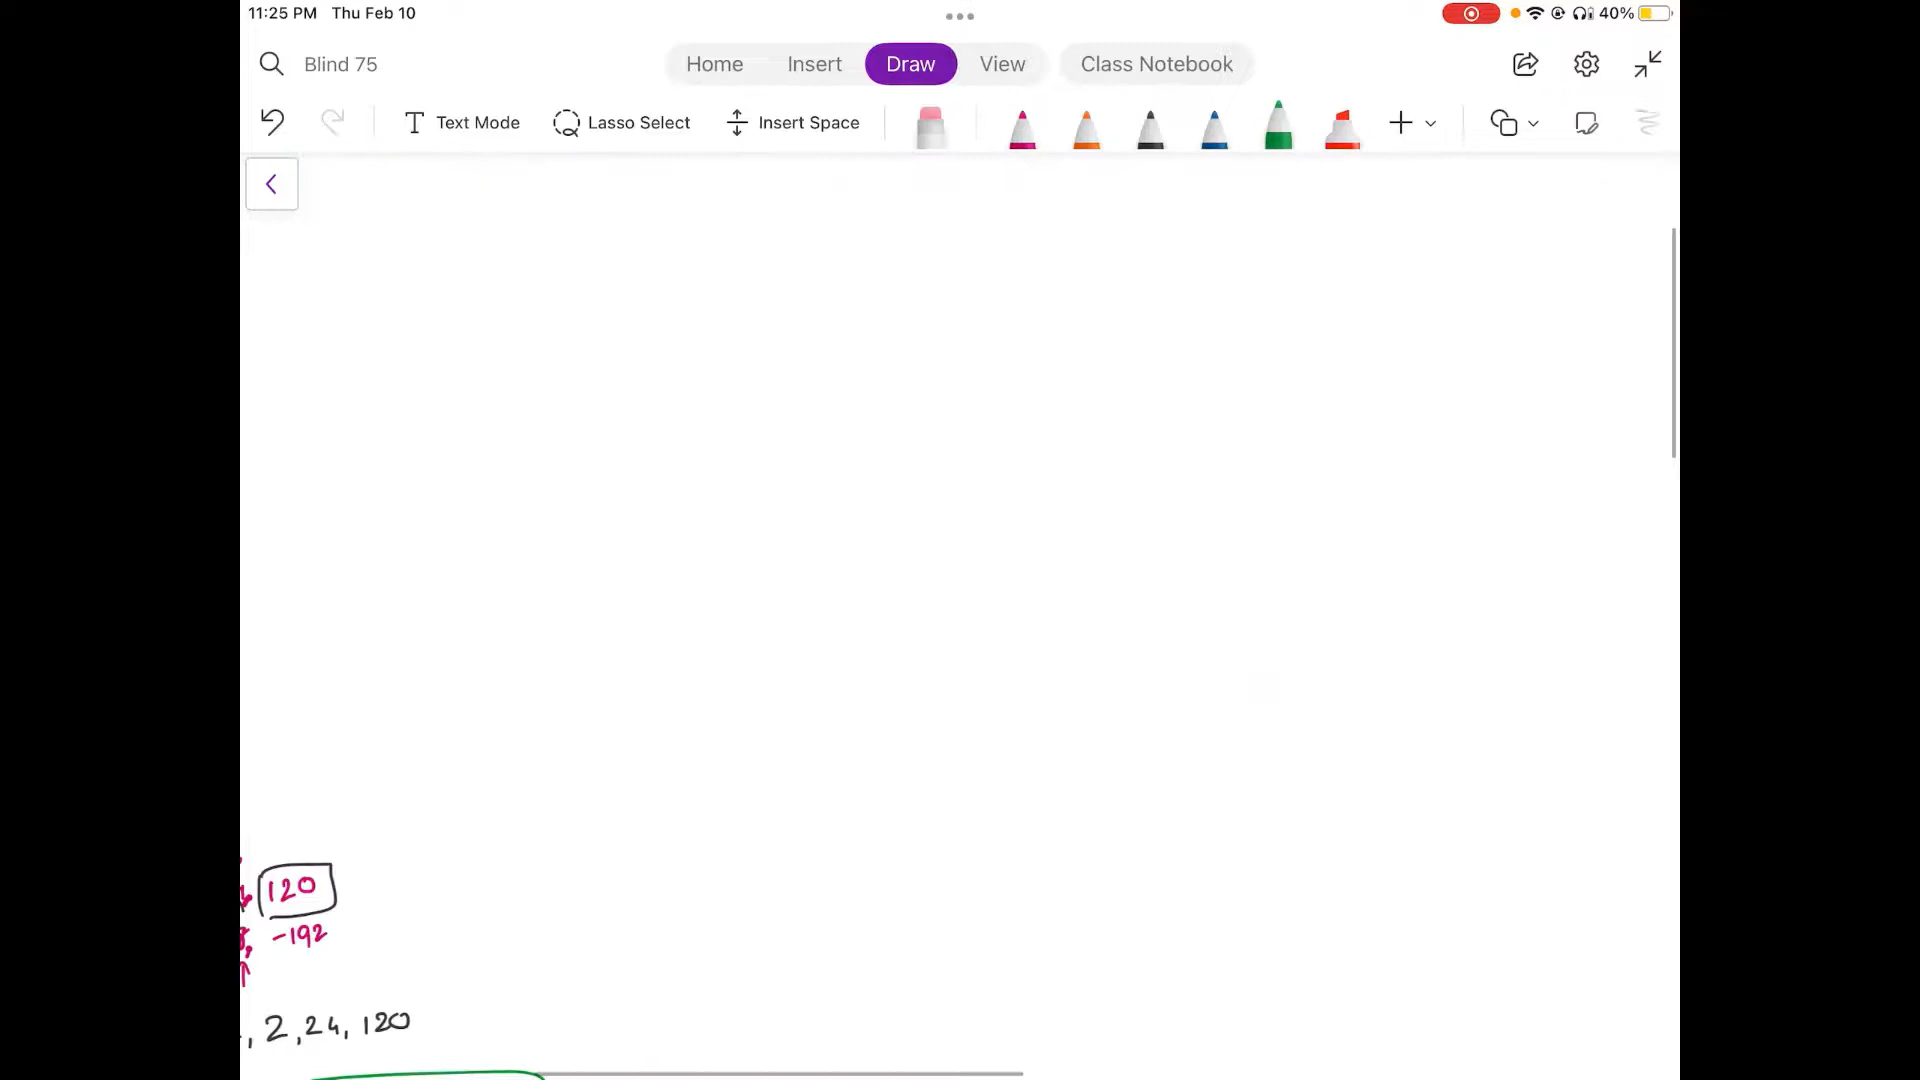 11:25 PM Thu Feb 10 40%
Blind 75 Home Insert Draw View Class Notebook
Text Mode Lasso Select Insert Space
120
-192
, 2, 24, 120